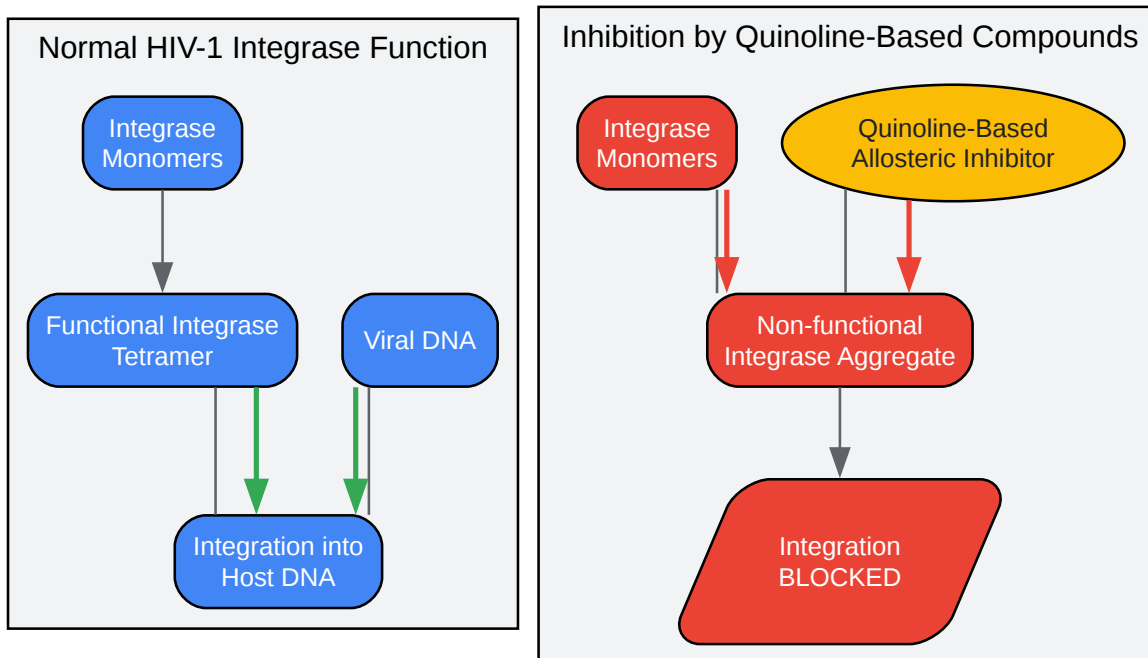 Normal HIV-1 Integrase Function
Integrase
Monomers
Functional Integrase
Tetramer
Viral DNA
Integration into
Host DNA
Inhibition by Quinoline-Based Compounds
Integrase
Monomers
Quinoline-Based
Allosteric Inhibitor
Non-functional
Integrase Aggregate
Integration
BLOCKED